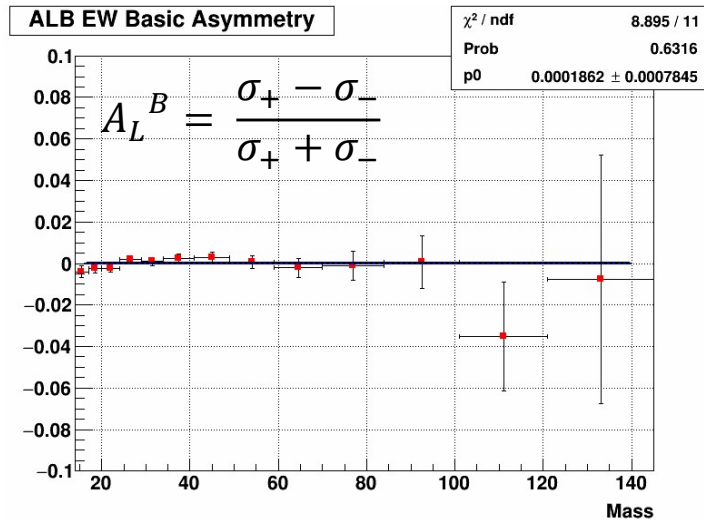 ALB EW Basic Asymmetry
χ² / ndf 8.895 / 11
Prob 0.6316
p0 0.0001862 ± 0.0007845
A_L^B = (σ₊ − σ₋) / (σ₊ + σ₋)
0.1
0.08
0.06
0.04
0.02
0
−0.02
−0.04
−0.06
−0.08
−0.1
20 40 60 80 100 120 140
Mass